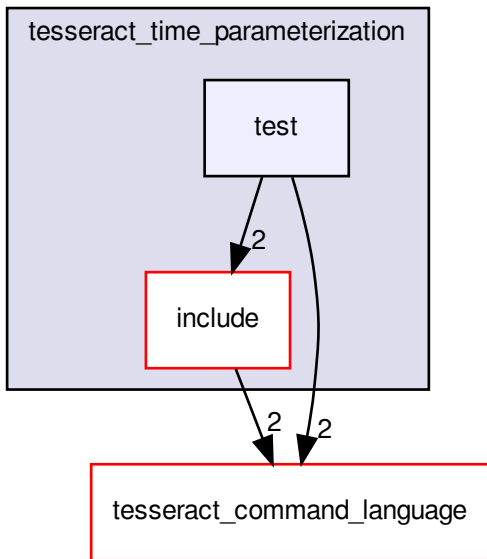 tesseract_time_parameterization
test
2
include
2
2
tesseract_command_language